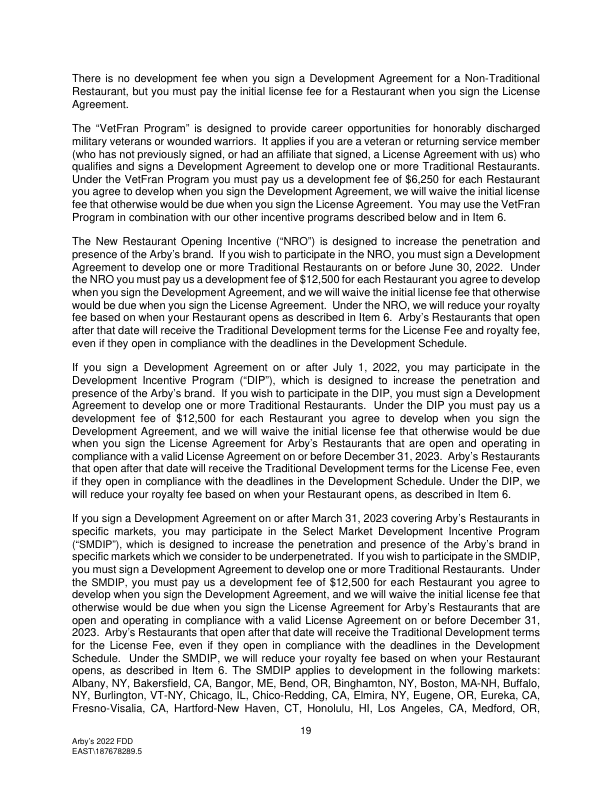 There is no development fee when you sign a Development Agreement for a Non-Traditional
Restaurant, but you must pay the initial license fee for a Restaurant when you sign the License
Agreement.
The “VetFran Program” is designed to provide career opportunities for honorably discharged
military veterans or wounded warriors. It applies if you are a veteran or returning service member
(who has not previously signed, or had an affiliate that signed, a License Agreement with us) who
qualifies and signs a Development Agreement to develop one or more Traditional Restaurants.
Under the VetFran Program you must pay us a development fee of $6,250 for each Restaurant
you agree to develop when you sign the Development Agreement, we will waive the initial license
fee that otherwise would be due when you sign the License Agreement. You may use the VetFran
Program in combination with our other incentive programs described below and in Item 6.
The New Restaurant Opening Incentive (“NRO”) is designed to increase the penetration and
presence of the Arby’s brand. If you wish to participate in the NRO, you must sign a Development
Agreement to develop one or more Traditional Restaurants on or before June 30, 2022. Under
the NRO you must pay us a development fee of $12,500 for each Restaurant you agree to develop
when you sign the Development Agreement, and we will waive the initial license fee that otherwise
would be due when you sign the License Agreement. Under the NRO, we will reduce your royalty
fee based on when your Restaurant opens as described in Item 6. Arby’s Restaurants that open
after that date will receive the Traditional Development terms for the License Fee and royalty fee,
even if they open in compliance with the deadlines in the Development Schedule.
If you sign a Development Agreement on or after July 1, 2022, you may participate in the
Development Incentive Program (“DIP”), which is designed to increase the penetration and
presence of the Arby’s brand. If you wish to participate in the DIP, you must sign a Development
Agreement to develop one or more Traditional Restaurants. Under the DIP you must pay us a
development fee of $12,500 for each Restaurant you agree to develop when you sign the
Development Agreement, and we will waive the initial license fee that otherwise would be due
when you sign the License Agreement for Arby’s Restaurants that are open and operating in
compliance with a valid License Agreement on or before December 31, 2023. Arby’s Restaurants
that open after that date will receive the Traditional Development terms for the License Fee, even
if they open in compliance with the deadlines in the Development Schedule. Under the DIP, we
will reduce your royalty fee based on when your Restaurant opens, as described in Item 6.
If you sign a Development Agreement on or after March 31, 2023 covering Arby’s Restaurants in
specific markets, you may participate in the Select Market Development Incentive Program
(“SMDIP”), which is designed to increase the penetration and presence of the Arby’s brand in
specific markets which we consider to be underpenetrated. If you wish to participate in the SMDIP,
you must sign a Development Agreement to develop one or more Traditional Restaurants. Under
the SMDIP, you must pay us a development fee of $12,500 for each Restaurant you agree to
develop when you sign the Development Agreement, and we will waive the initial license fee that
otherwise would be due when you sign the License Agreement for Arby’s Restaurants that are
open and operating in compliance with a valid License Agreement on or before December 31,
2023. Arby’s Restaurants that open after that date will receive the Traditional Development terms
for the License Fee, even if they open in compliance with the deadlines in the Development
Schedule. Under the SMDIP, we will reduce your royalty fee based on when your Restaurant
opens, as described in Item 6. The SMDIP applies to development in the following markets:
Albany, NY, Bakersfield, CA, Bangor, ME, Bend, OR, Binghamton, NY, Boston, MA-NH, Buffalo,
NY, Burlington, VT-NY, Chicago, IL, Chico-Redding, CA, Elmira, NY, Eugene, OR, Eureka, CA,
Fresno-Visalia, CA, Hartford-New Haven, CT, Honolulu, HI, Los Angeles, CA, Medford, OR,
19
Arby’s 2022 FDD
EAST\187678289.5